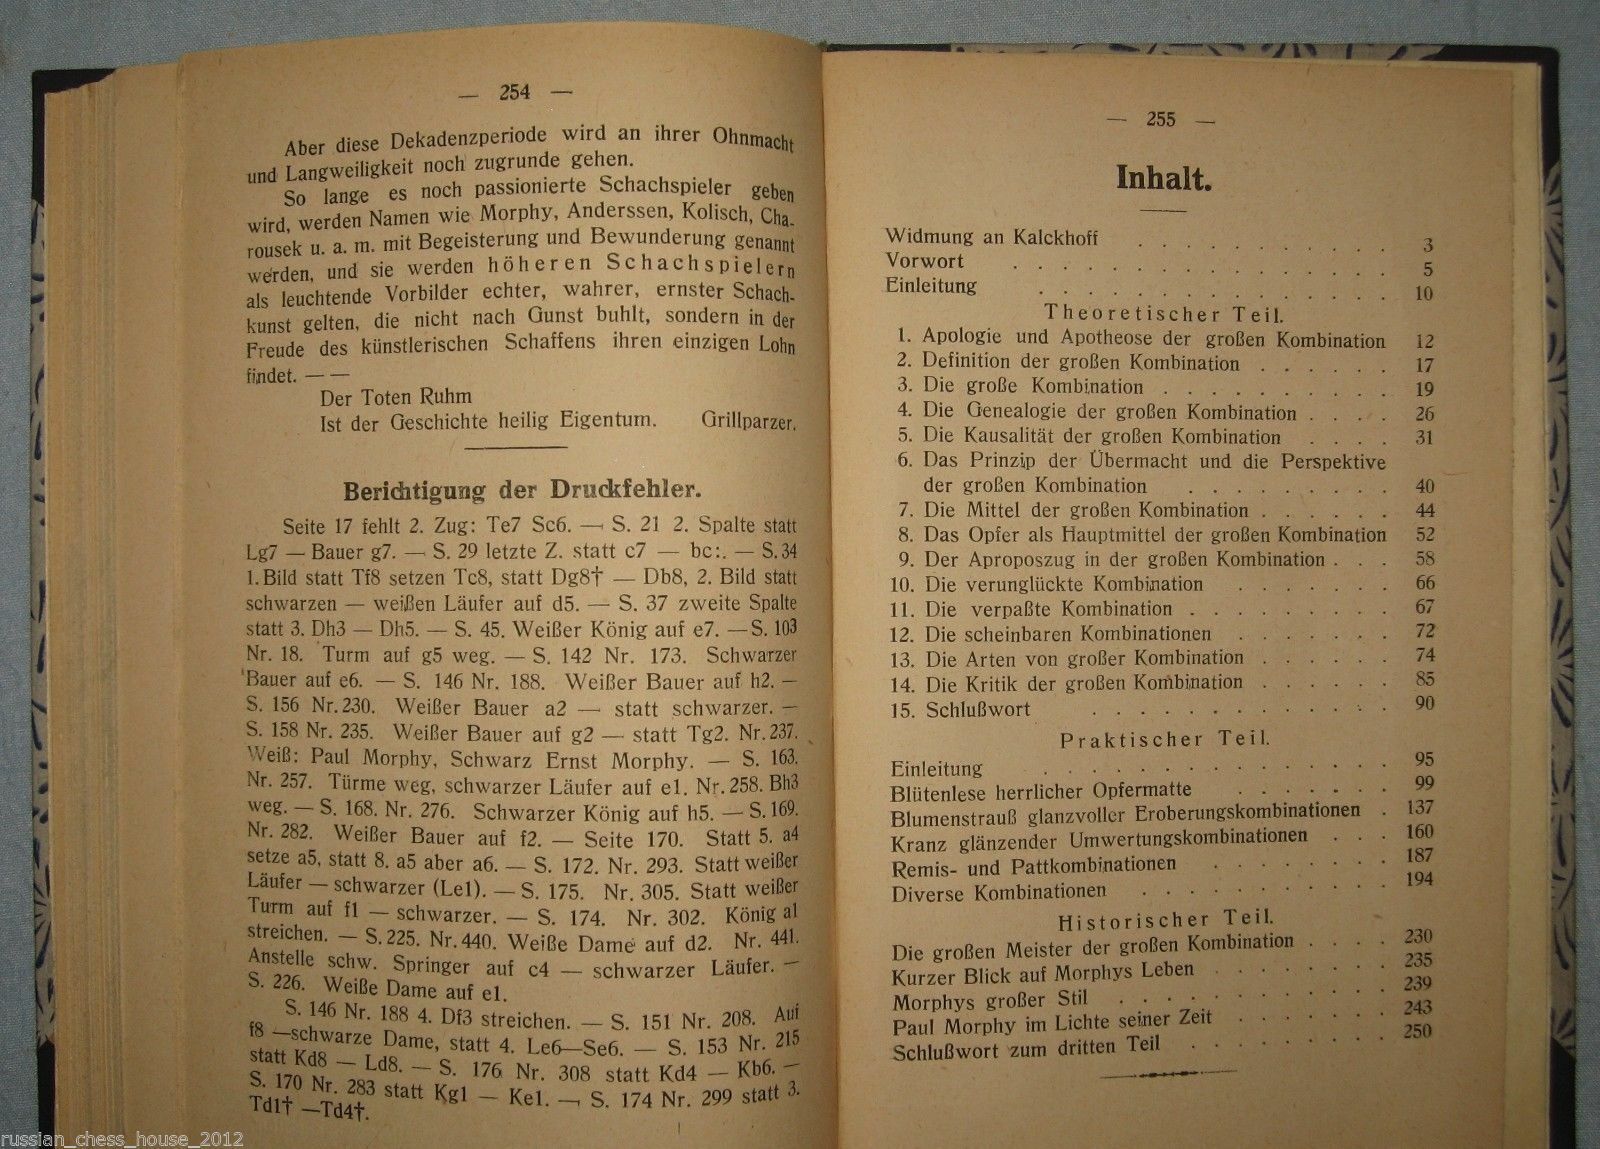 — 254 —
Aber diese Dekadenzperiode wird an ihrer Ohnmacht
und Langweiligkeit noch zugrunde gehen.
So lange es noch passionierte Schachspieler geben
wird, werden Namen wie Morphy, Anderssen, Kolisch, Cha-
rousek u. a. m. mit Begeisterung und Bewunderung genannt
werden, und sie werden höheren Schachspielern
als leuchtende Vorbilder echter, wahrer, ernster Schach-
kunst gelten, die nicht nach Gunst buhlt, sondern in der
Freude des künstlerischen Schaffens ihren einzigen Lohn
findet. — —
Der Toten Ruhm
Ist der Geschichte heilig Eigentum. Grillparzer.
Berichtigung der Druckfehler.
Seite 17 fehlt 2. Zug: Te7 Sc6. — S. 21 2. Spalte statt
Lg7 — Bauer g7. — S. 29 letzte Z. statt c7 — bc:. — S. 34
1. Bild statt Tf8 setzen Tc8, statt Dg8† — Db8, 2. Bild statt
schwarzen — weißen Läufer auf d5. — S. 37 zweite Spalte
statt 3. Dh3 — Dh5. — S. 45. Weißer König auf e7. — S. 103
Nr. 18. Turm auf g5 weg. — S. 142 Nr. 173. Schwarzer
Bauer auf e6. — S. 146 Nr. 188. Weißer Bauer auf h2. —
S. 156 Nr. 230. Weißer Bauer a2 — statt schwarzer. —
S. 158 Nr. 235. Weißer Bauer auf g2 — statt Tg2. Nr. 237.
Weiß: Paul Morphy, Schwarz Ernst Morphy. — S. 163.
Nr. 257. Türme weg, schwarzer Läufer auf e1. Nr. 258. Bh3
weg. — S. 168. Nr. 276. Schwarzer König auf h5. — S. 169.
Nr. 282. Weißer Bauer auf f2. — Seite 170. Statt 5. a4
setze a5, statt 8. a5 aber a6. — S. 172. Nr. 293. Statt weißer
Läufer — schwarzer (Le1). — S. 175. Nr. 305. Statt weißer
Turm auf f1 — schwarzer. — S. 174. Nr. 302. König a1
streichen. — S. 225. Nr. 440. Weiße Dame auf d2. Nr. 441.
Anstelle schw. Springer auf c4 — schwarzer Läufer. —
S. 226. Weiße Dame auf e1.
S. 146 Nr. 188 4. Df3 streichen. — S. 151 Nr. 208. Auf
f8 — schwarze Dame, statt 4. Le6—Se6. — S. 153 Nr. 215
statt Kd8 — Ld8. — S. 176 Nr. 308 statt Kd4 — Kb6. —
S. 170 Nr. 283 statt Kg1 — Ke1. — S. 174 Nr. 299 statt 3.
Td1† —Td4†.
— 255 —
Inhalt.
Widmung an Kalckhoff . . . . . . . . . . . 3
Vorwort . . . . . . . . . . . . . . . . 5
Einleitung . . . . . . . . . . . . . . . 10
Theoretischer Teil.
1. Apologie und Apotheose der großen Kombination 12
2. Definition der großen Kombination . . . . . . 17
3. Die große Kombination . . . . . . . . . . 19
4. Die Genealogie der großen Kombination . . . . 26
5. Die Kausalität der großen Kombination . . . . 31
6. Das Prinzip der Übermacht und die Perspektive
der großen Kombination . . . . . . . . . 40
7. Die Mittel der großen Kombination . . . . . . 44
8. Das Opfer als Hauptmittel der großen Kombination 52
9. Der Aproposzug in der großen Kombination . . . 58
10. Die verunglückte Kombination . . . . . . . 66
11. Die verpaßte Kombination . . . . . . . . . 67
12. Die scheinbaren Kombinationen . . . . . . . 72
13. Die Arten von großer Kombination . . . . . . 74
14. Die Kritik der großen Kombination . . . . . . 85
15. Schlußwort . . . . . . . . . . . . . 90
Praktischer Teil.
Einleitung . . . . . . . . . . . . . . . 95
Blütenlese herrlicher Opfermatte . . . . . . . 99
Blumenstrauß glanzvoller Eroberungskombinationen . 137
Kranz glänzender Umwertungskombinationen . . . 160
Remis- und Pattkombinationen . . . . . . . . 187
Diverse Kombinationen . . . . . . . . . . . 194
Historischer Teil.
Die großen Meister der großen Kombination . . . . 230
Kurzer Blick auf Morphys Leben . . . . . . . . 235
Morphys großer Stil . . . . . . . . . . . . 239
Paul Morphy im Lichte seiner Zeit . . . . . . . 243
Schlußwort zum dritten Teil . . . . . . . . . 250
russian_chess_house_2012